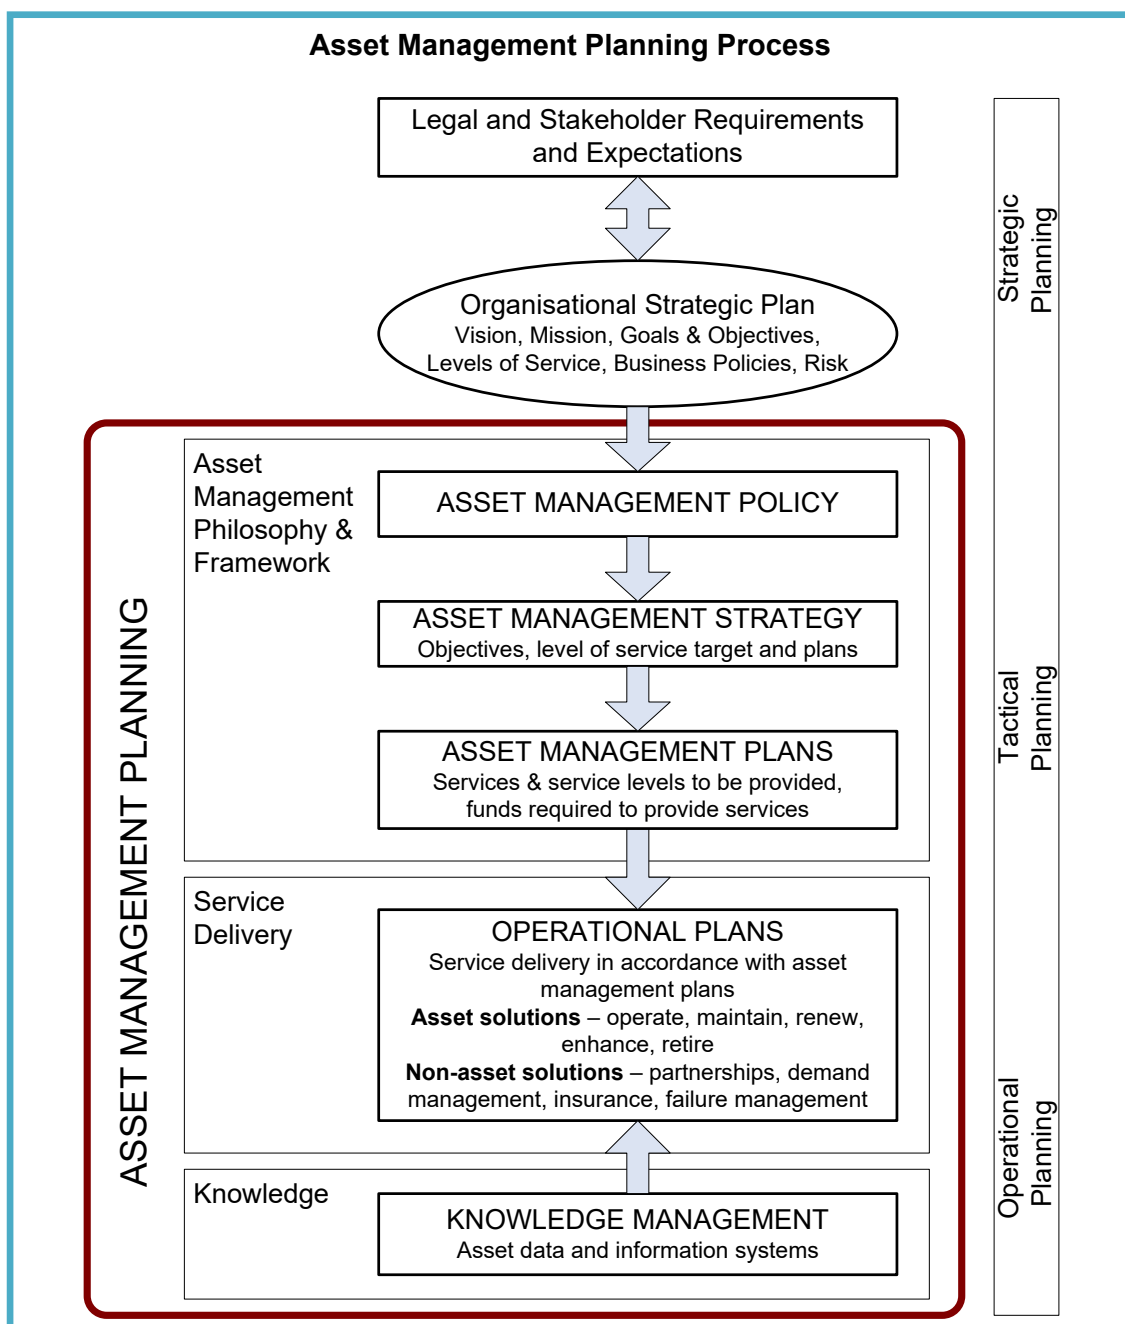 Asset Management Planning Process
Legal and Stakeholder Requirements
and Expectations
Organisational Strategic Plan
Vision, Mission, Goals & Objectives,
Levels of Service, Business Policies, Risk
Strategic
Planning
Asset
Management
Philosophy &
Framework
ASSET MANAGEMENT POLICY
ASSET MANAGEMENT STRATEGY
Objectives, level of service target and plans
ASSET MANAGEMENT PLANS
Services & service levels to be provided,
funds required to provide services
Tactical
Planning
ASSET MANAGEMENT PLANNING
Service
Delivery
OPERATIONAL PLANS
Service delivery in accordance with asset
management plans
Asset solutions – operate, maintain, renew,
enhance, retire
Non-asset solutions – partnerships, demand
management, insurance, failure management
Operational
Planning
Knowledge
KNOWLEDGE MANAGEMENT
Asset data and information systems